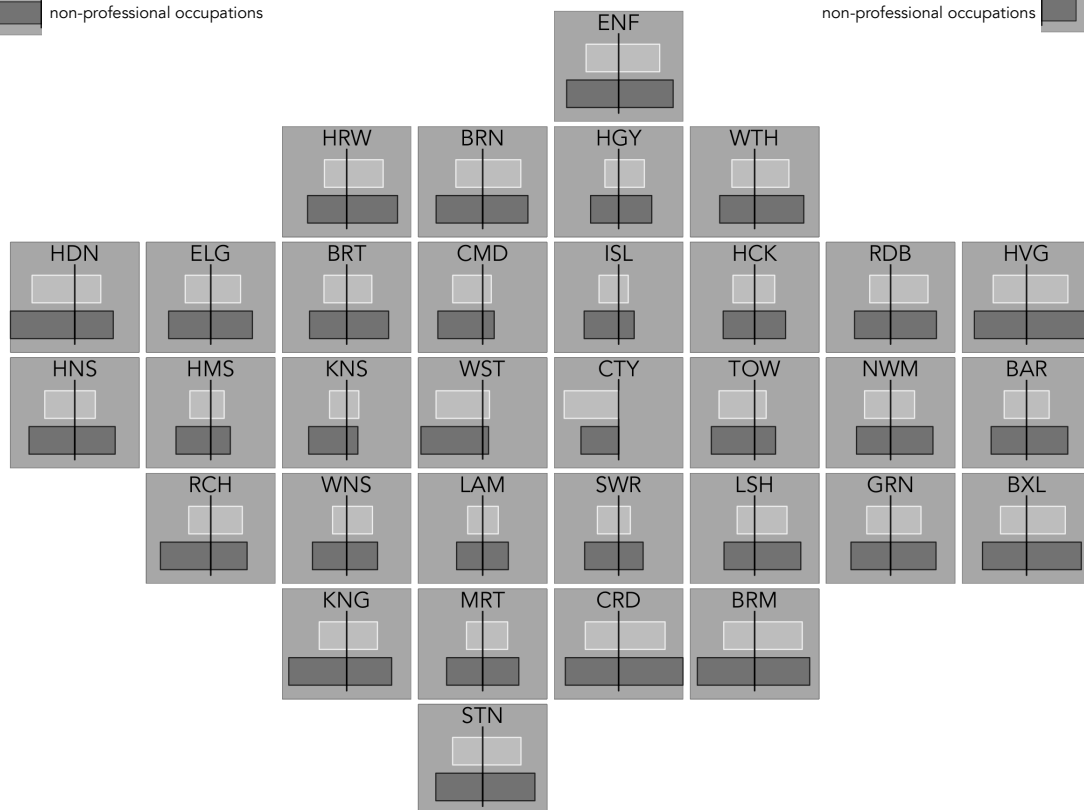 non-professional occupations
non-professional occupations
ENF
HRW BRN HGY WTH
HDN ELG BRT CMD ISL HCK RDB HVG
HNS HMS KNS WST CTY TOW NWM BAR
RCH WNS LAM SWR LSH GRN BXL
KNG MRT CRD BRM
STN